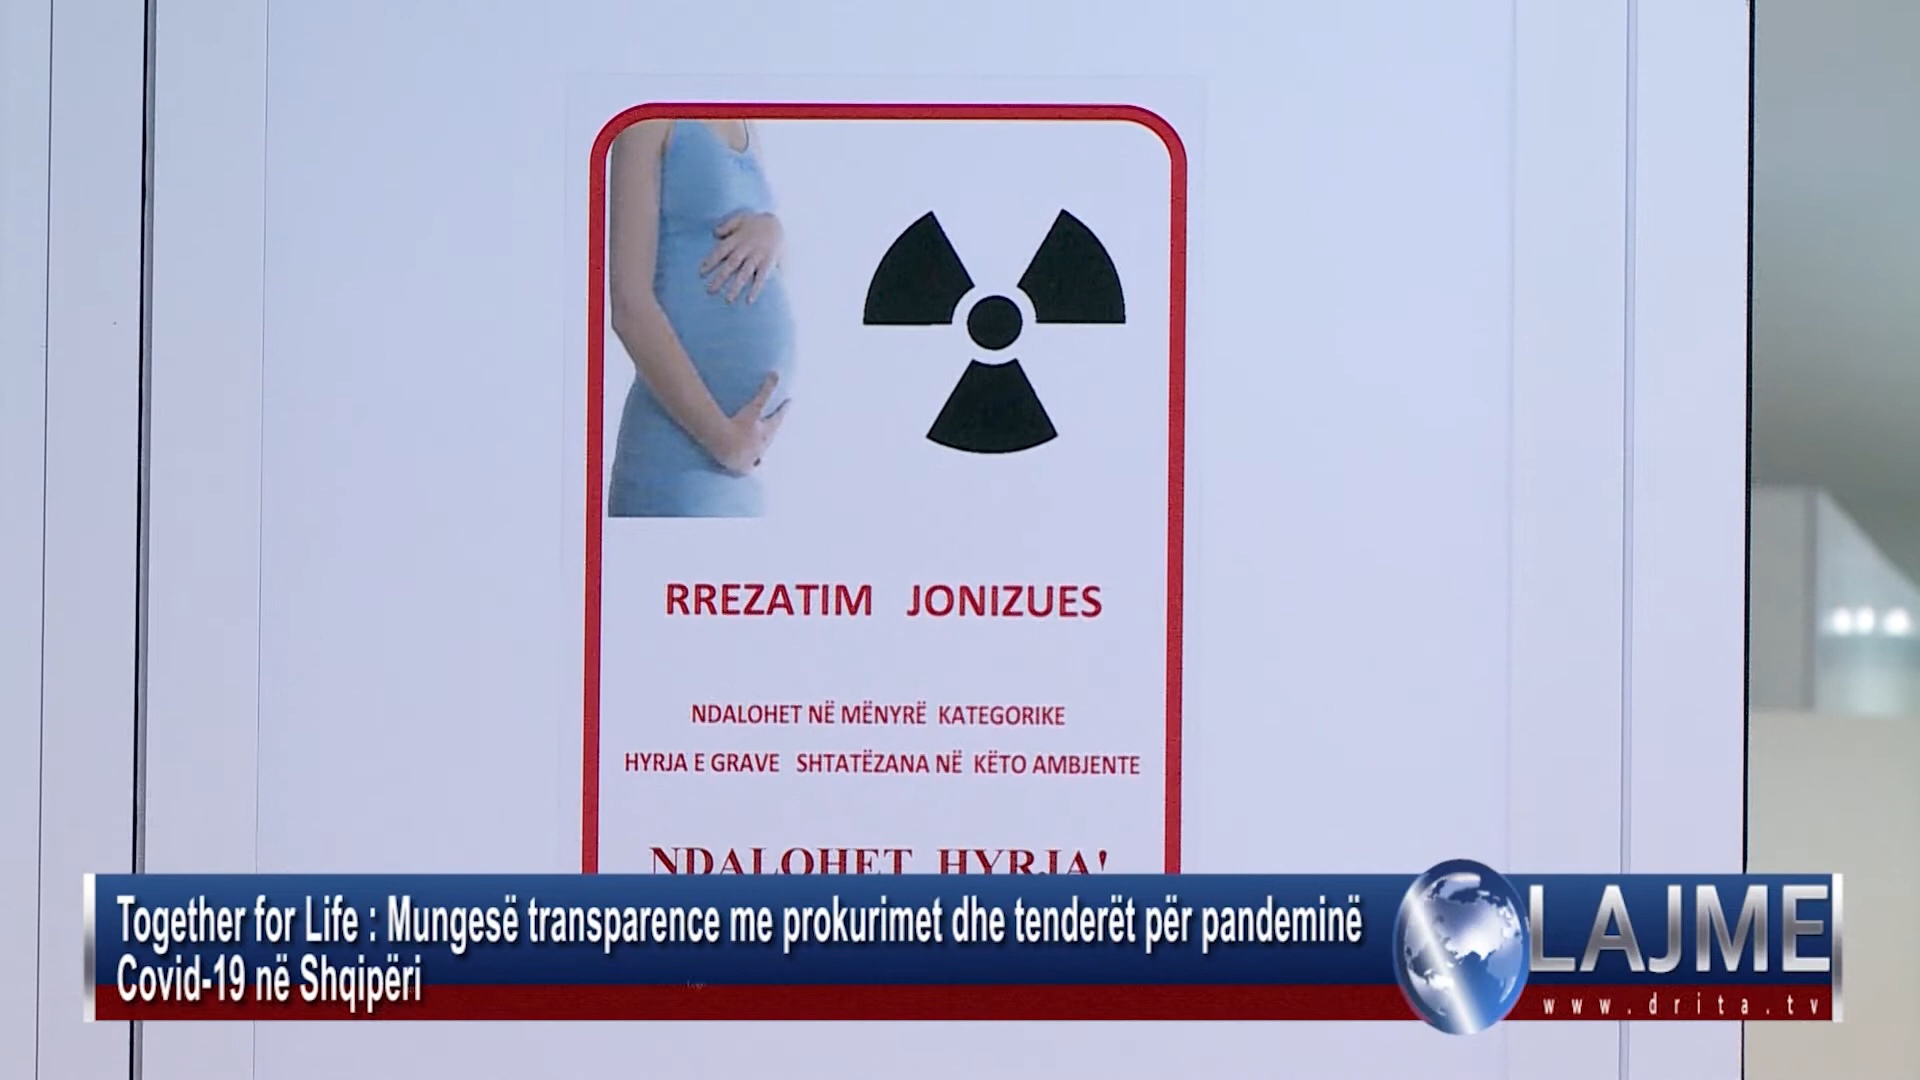 RREZATIM JONIZUES
NDALOHET NË MËNYRË KATEGORIKE
HYRJA E GRAVE SHTATËZANA NË KËTO AMBJENTE
NDALOHET HYRJA!
Together for Life : Mungesë transparence me prokurimet dhe tenderët për pandeminë
Covid-19 në Shqipëri
LAJME
www.drita.tv